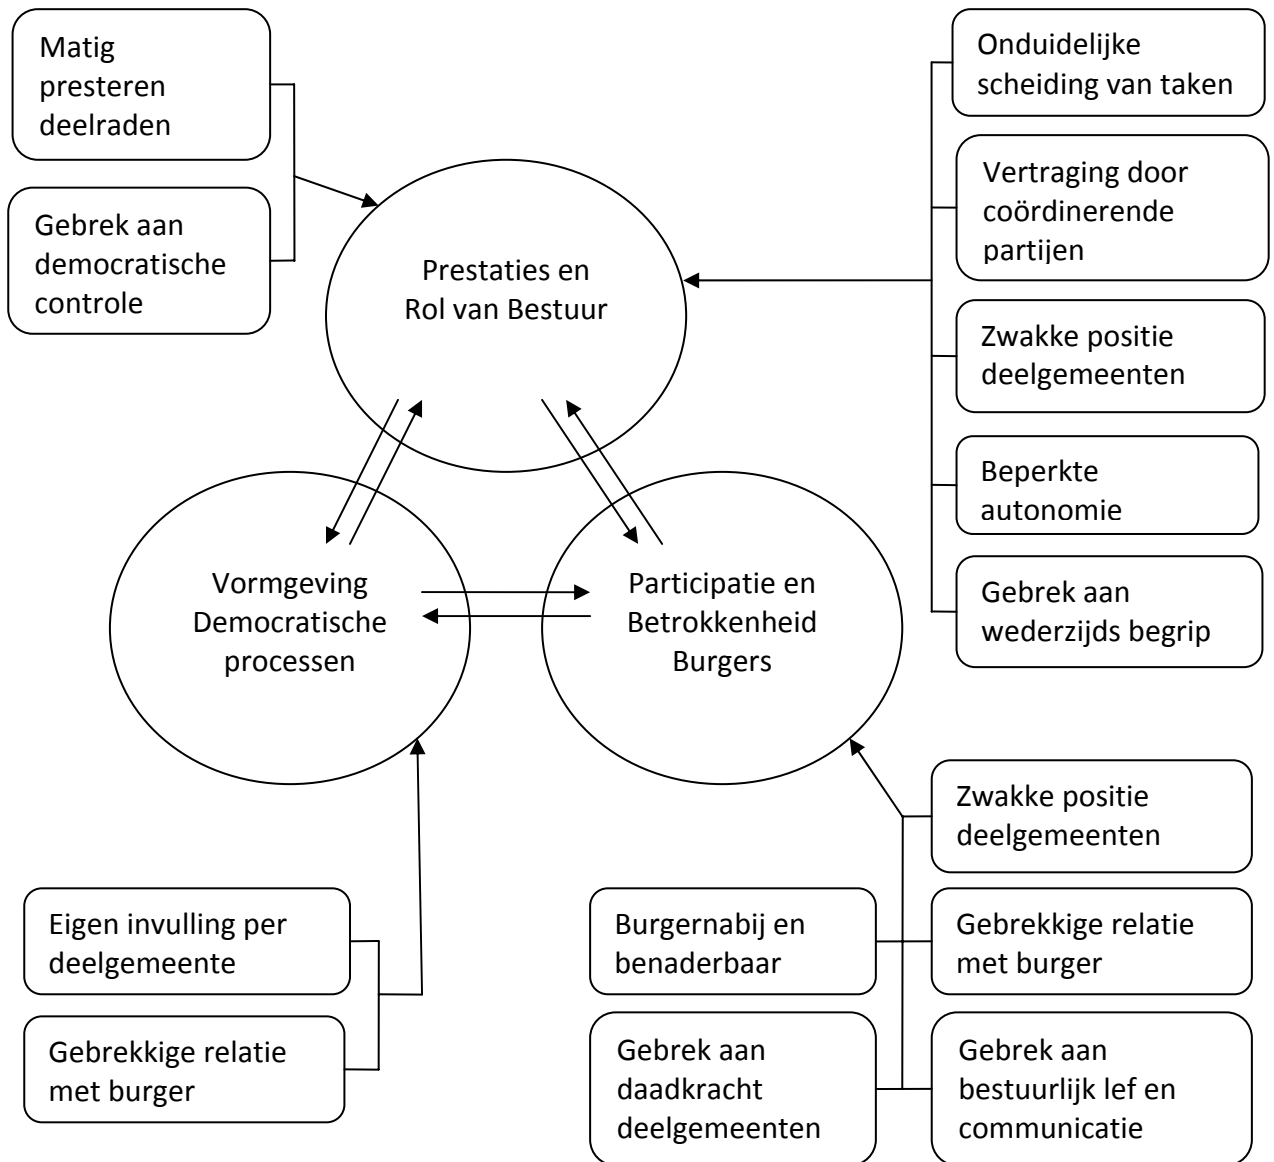 Matig
presteren
deelraden
Gebrek aan
democratische
controle
Prestaties en
Rol van Bestuur
Onduidelijke
scheiding van taken
Vertraging door
coördinerende
partijen
Zwakke positie
deelgemeenten
Beperkte
autonomie
Gebrek aan
wederzijds begrip
Vormgeving
Democratische
processen
Participatie en
Betrokkenheid
Burgers
Eigen invulling per
deelgemeente
Gebrekkige relatie
met burger
Burgernabij en
benaderbaar
Gebrek aan
daadkracht
deelgemeenten
Zwakke positie
deelgemeenten
Gebrekkige relatie
met burger
Gebrek aan
bestuurlijk lef en
communicatie